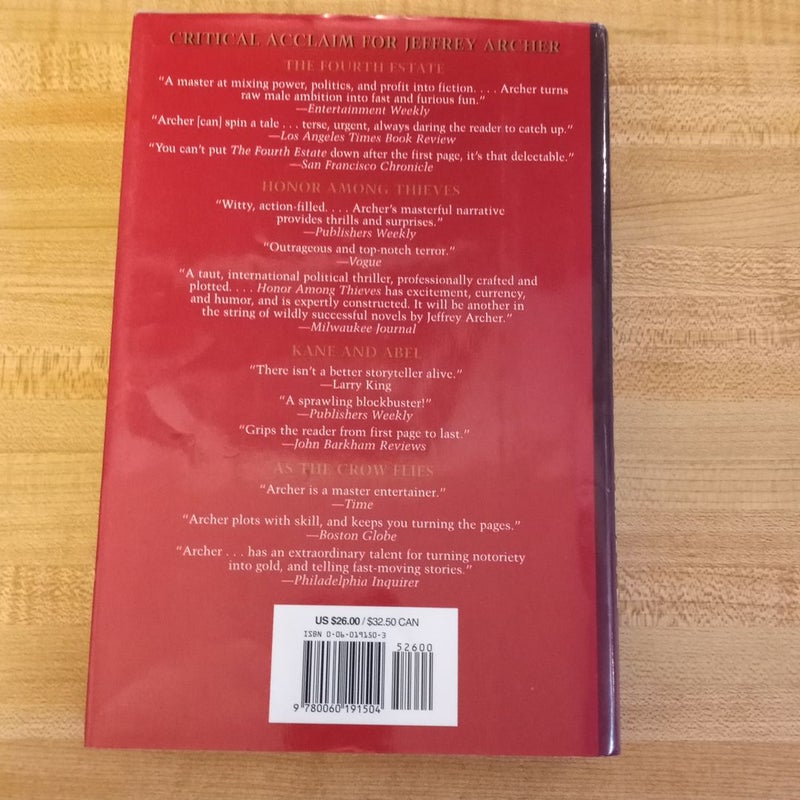 CRITICAL ACCLAIM FOR JEFFREY ARCHER
THE FOURTH ESTATE
“A master at mixing power, politics, and profit into fiction. . . . Archer turns
raw male ambition into fast and furious fun.”
—Entertainment Weekly
“Archer [can] spin a tale . . . terse, urgent, always daring the reader to catch up.”
—Los Angeles Times Book Review
“You can’t put The Fourth Estate down after the first page, it’s that delectable.”
—San Francisco Chronicle
HONOR AMONG THIEVES
“Witty, action-filled. . . . Archer’s masterful narrative
provides thrills and surprises.”
—Publishers Weekly
“Outrageous and top-notch terror.”
—Vogue
“A taut, international political thriller, professionally crafted and
plotted. . . . Honor Among Thieves has excitement, currency,
and humor, and is expertly constructed. It will be another in
the string of wildly successful novels by Jeffrey Archer.”
—Milwaukee Journal
KANE AND ABEL
“There isn’t a better storyteller alive.”
—Larry King
“A sprawling blockbuster!”
—Publishers Weekly
“Grips the reader from first page to last.”
—John Barkham Reviews
AS THE CROW FLIES
“Archer is a master entertainer.”
—Time
“Archer plots with skill, and keeps you turning the pages.”
—Boston Globe
“Archer . . . has an extraordinary talent for turning notoriety
into gold, and telling fast-moving stories.”
—Philadelphia Inquirer
US $26.00 / $32.50 CAN
ISBN 0-06-019150-3
52600
9 780060 191504